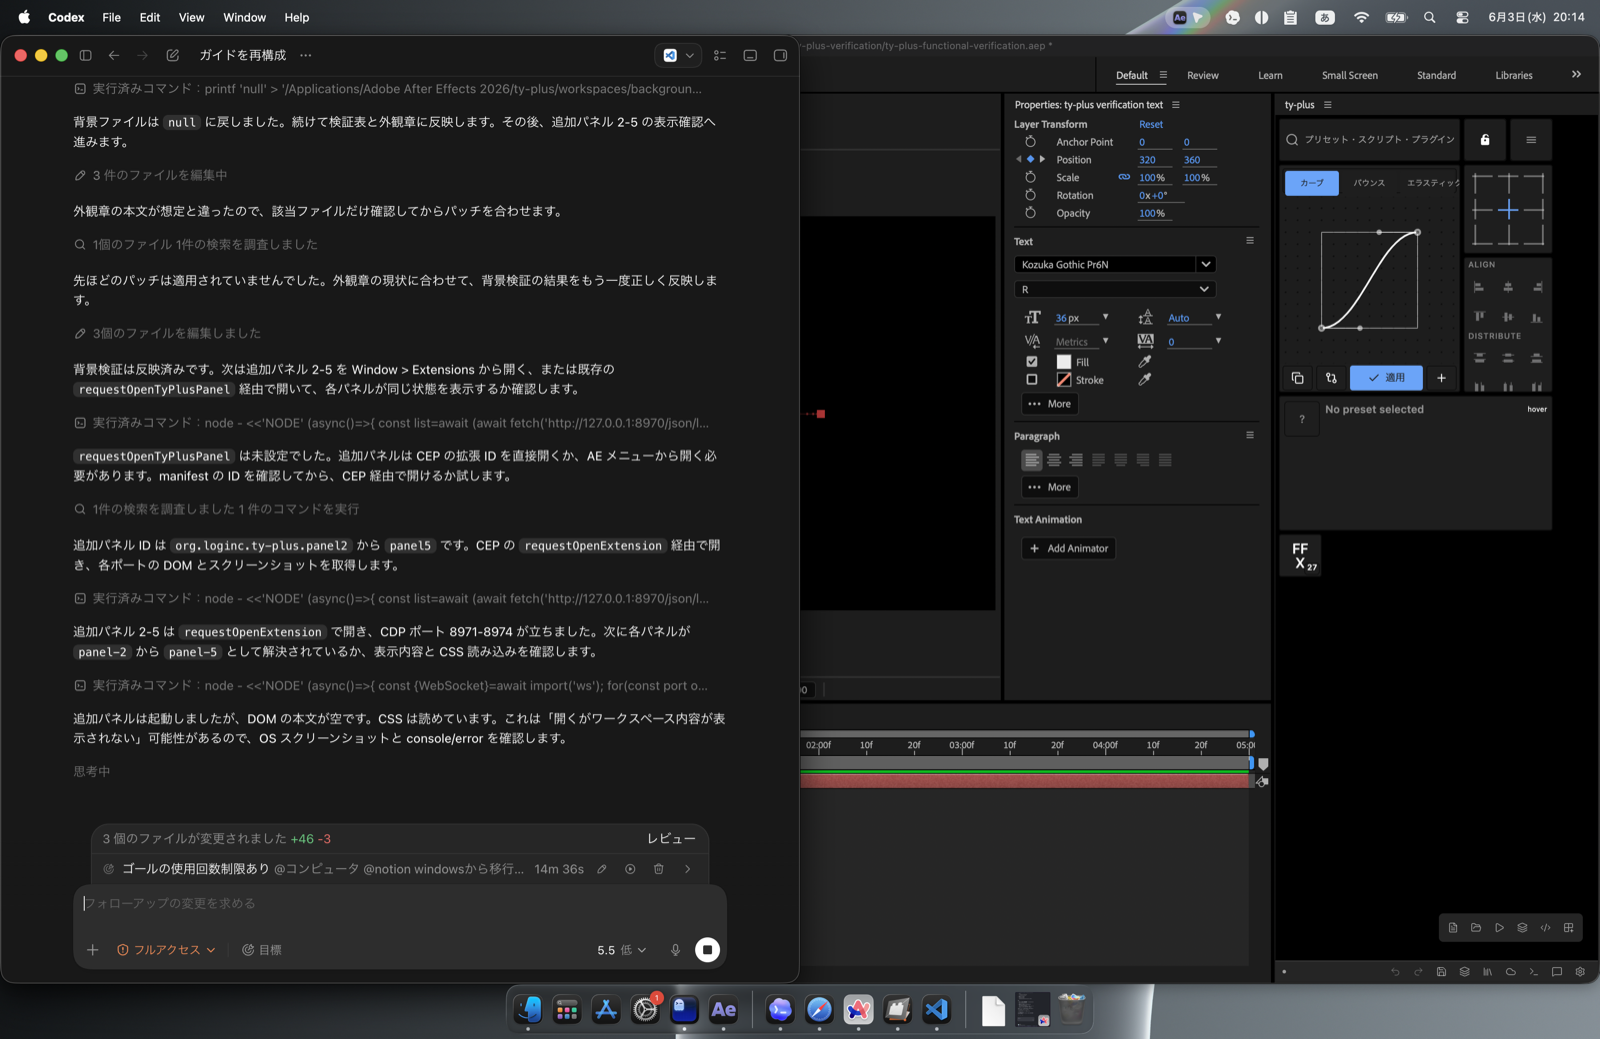 Codex File Edit View Window Help
6月3日(水) 20:14
ガイドを再構成
実行済みコマンド：printf 'null' > '/Applications/Adobe After Effects 2026/ty-plus/workspaces/backgroun...
背景ファイルは null に戻しました。続けて検証表と外観章に反映します。その後、追加パネル 2-5 の表示確認へ
進みます。
3 件のファイルを編集中
外観章の本文が想定と違ったので、該当ファイルだけ確認してからパッチを合わせます。
1個のファイル 1件の検索を調査しました
先ほどのパッチは適用されていませんでした。外観章の現状に合わせて、背景検証の結果をもう一度正しく反映しま
す。
3個のファイルを編集しました
背景検証は反映済みです。次は追加パネル 2-5 を Window > Extensions から開く、または既存の
requestOpenTyPlusPanel 経由で開いて、各パネルが同じ状態を表示するか確認します。
実行済みコマンド：node - <<'NODE' (async()=>{ const list=await (await fetch('http://127.0.0.1:8970/json/l...
requestOpenTyPlusPanel は未設定でした。追加パネルは CEP の拡張 ID を直接開くか、AE メニューから開く必
要があります。manifest の ID を確認してから、CEP 経由で開けるか試します。
1件の検索を調査しました 1 件のコマンドを実行
追加パネル ID は org.loginc.ty-plus.panel2 から panel5 です。CEP の requestOpenExtension 経由で開
き、各ポートの DOM とスクリーンショットを取得します。
実行済みコマンド：node - <<'NODE' (async()=>{ const list=await (await fetch('http://127.0.0.1:8970/json/l...
追加パネル 2-5 は requestOpenExtension で開き、CDP ポート 8971-8974 が立ちました。次に各パネルが
panel-2 から panel-5 として解決されているか、表示内容と CSS 読み込みを確認します。
実行済みコマンド：node - <<'NODE' (async()=>{ const {WebSocket}=await import('ws'); for(const port o...
追加パネルは起動しましたが、DOM の本文が空です。CSS は読めています。これは「開くがワークスペース内容が表
示されない」可能性があるので、OS スクリーンショットと console/error を確認します。
思考中
3 個のファイルが変更されました +46 -3 レビュー
ゴールの使用回数制限あり @コンピュータ @notion windowsから移行... 14m 36s
フォローアップの変更を求める
フルアクセス 目標 5.5 低
-plus-verification/ty-plus-functional-verification.aep *
Default Review Learn Small Screen Standard Libraries
Properties: ty-plus verification text
Layer Transform Reset
Anchor Point 0 0
Position 320 360
Scale 100% 100%
Rotation 0x+0°
Opacity 100%
Text
Kozuka Gothic Pr6N
R
36 px Auto
Metrics 0
Fill
Stroke
More
Paragraph
More
Text Animation
Add Animator
02:00f 10f 20f 03:00f 10f 20f 04:00f 10f 20f
ty-plus
プリセット・スクリプト・プラグイン
カーブ バウンス エラスティック
ALIGN
DISTRIBUTE
適用
No preset selected
hover
?
FF
X 27
Ae
1